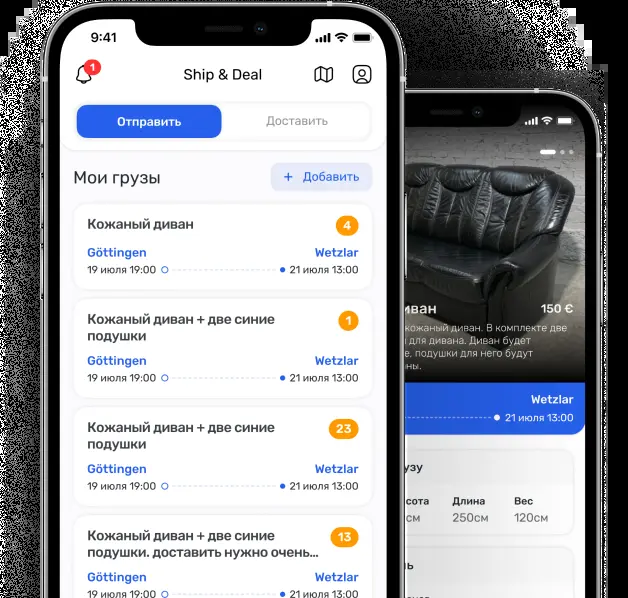 9:41
1
Ship & Deal
Отправить
Доставить
Мои грузы
+ Добавить
Кожаный диван
4
Göttingen
Wetzlar
19 июля 19:00
21 июля 13:00
Кожаный диван + две синие
подушки
1
Göttingen
Wetzlar
19 июля 19:00
21 июля 13:00
Кожаный диван + две синие
подушки
23
Göttingen
Wetzlar
19 июля 19:00
21 июля 13:00
Кожаный диван + две синие
подушки. доставить нужно очень...
13
Göttingen
Wetzlar
19 июля 19:00
21 июля 13:00
иван
150 €
кожаный диван. В комплекте две
для дивана. Диван будет
е, подушки для него будут
ны.
Wetzlar
21 июля 13:00
узу
сота
Длина
Вес
см
250см
120см
ь